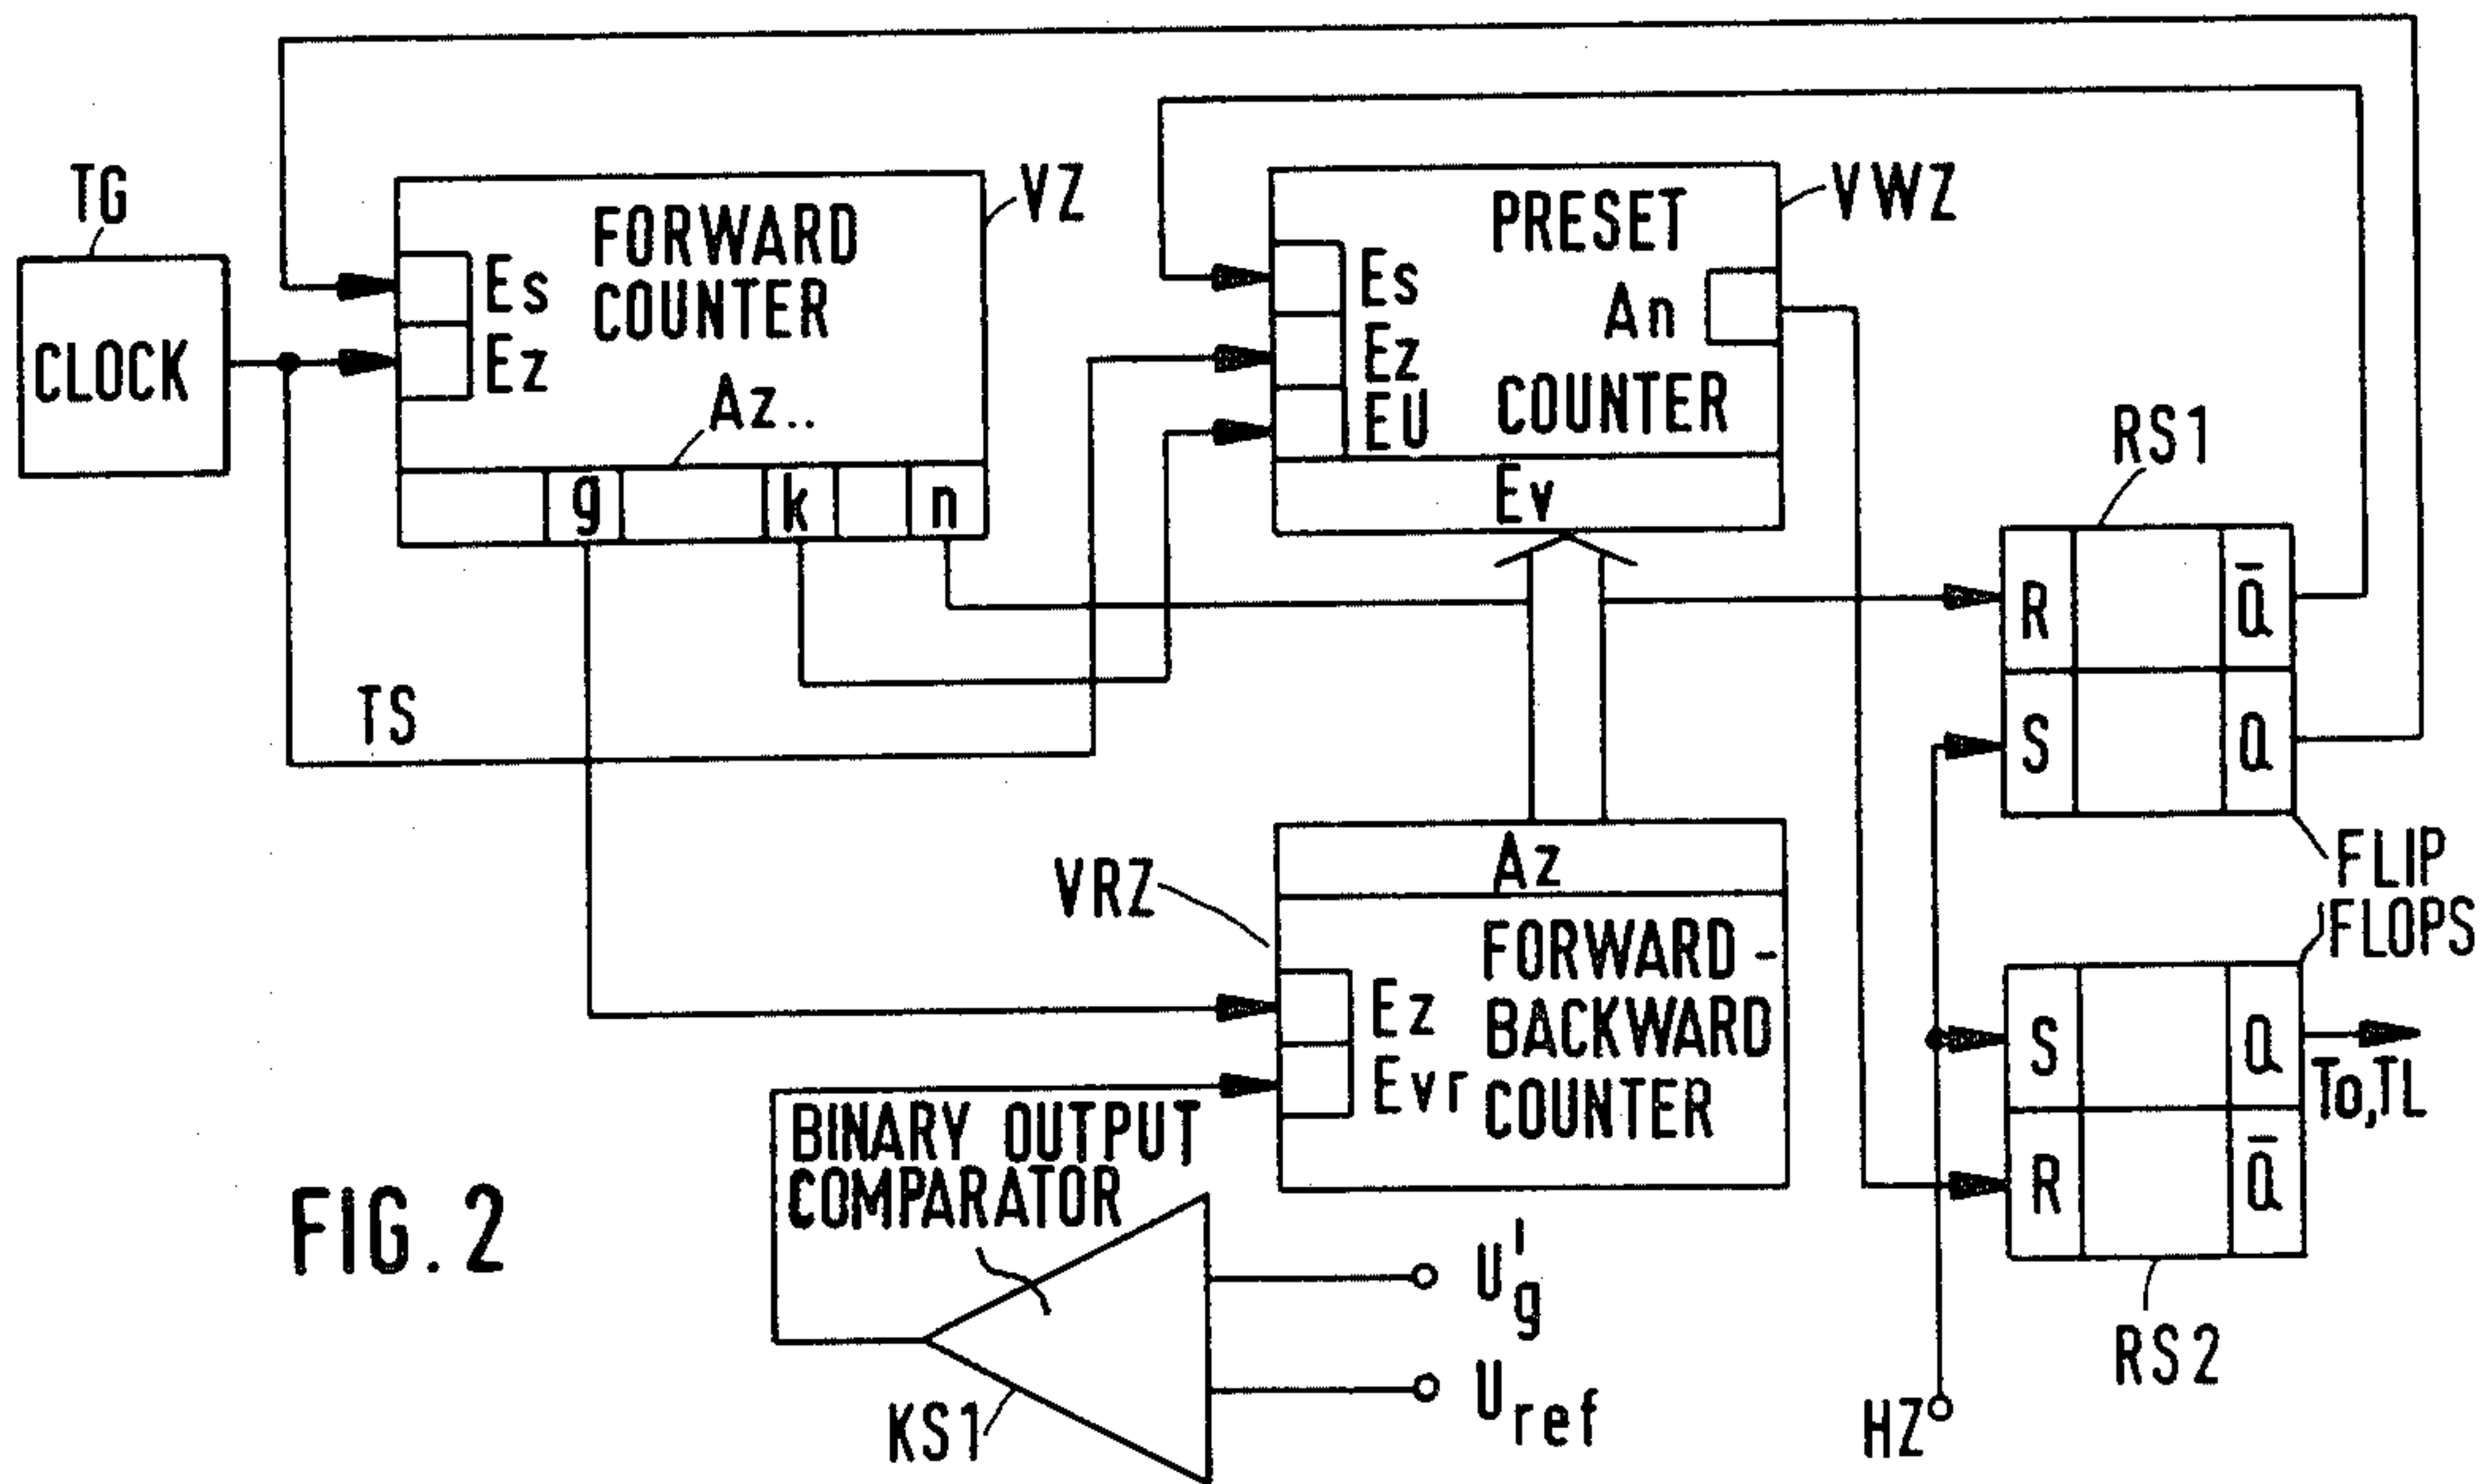 TG
CLOCK
TS
FORWARD
COUNTER
VZ
Es
Ez
Az..
g
k
n
PRESET
COUNTER
VWZ
Es
Ez
EU
An
Ev
RS1
R
Q̄
S
Q
FLIP
FLOPS
VRZ
Az
FORWARD-
BACKWARD
COUNTER
Ez
Evr
S
Q
To,TL
R
Q̄
RS2
BINARY OUTPUT
COMPARATOR
KS1
U'g
Uref
HZ
FIG. 2